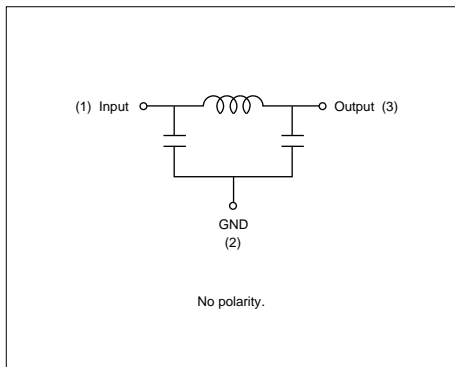 (1) Input
Output (3)
GND
(2)
No polarity.